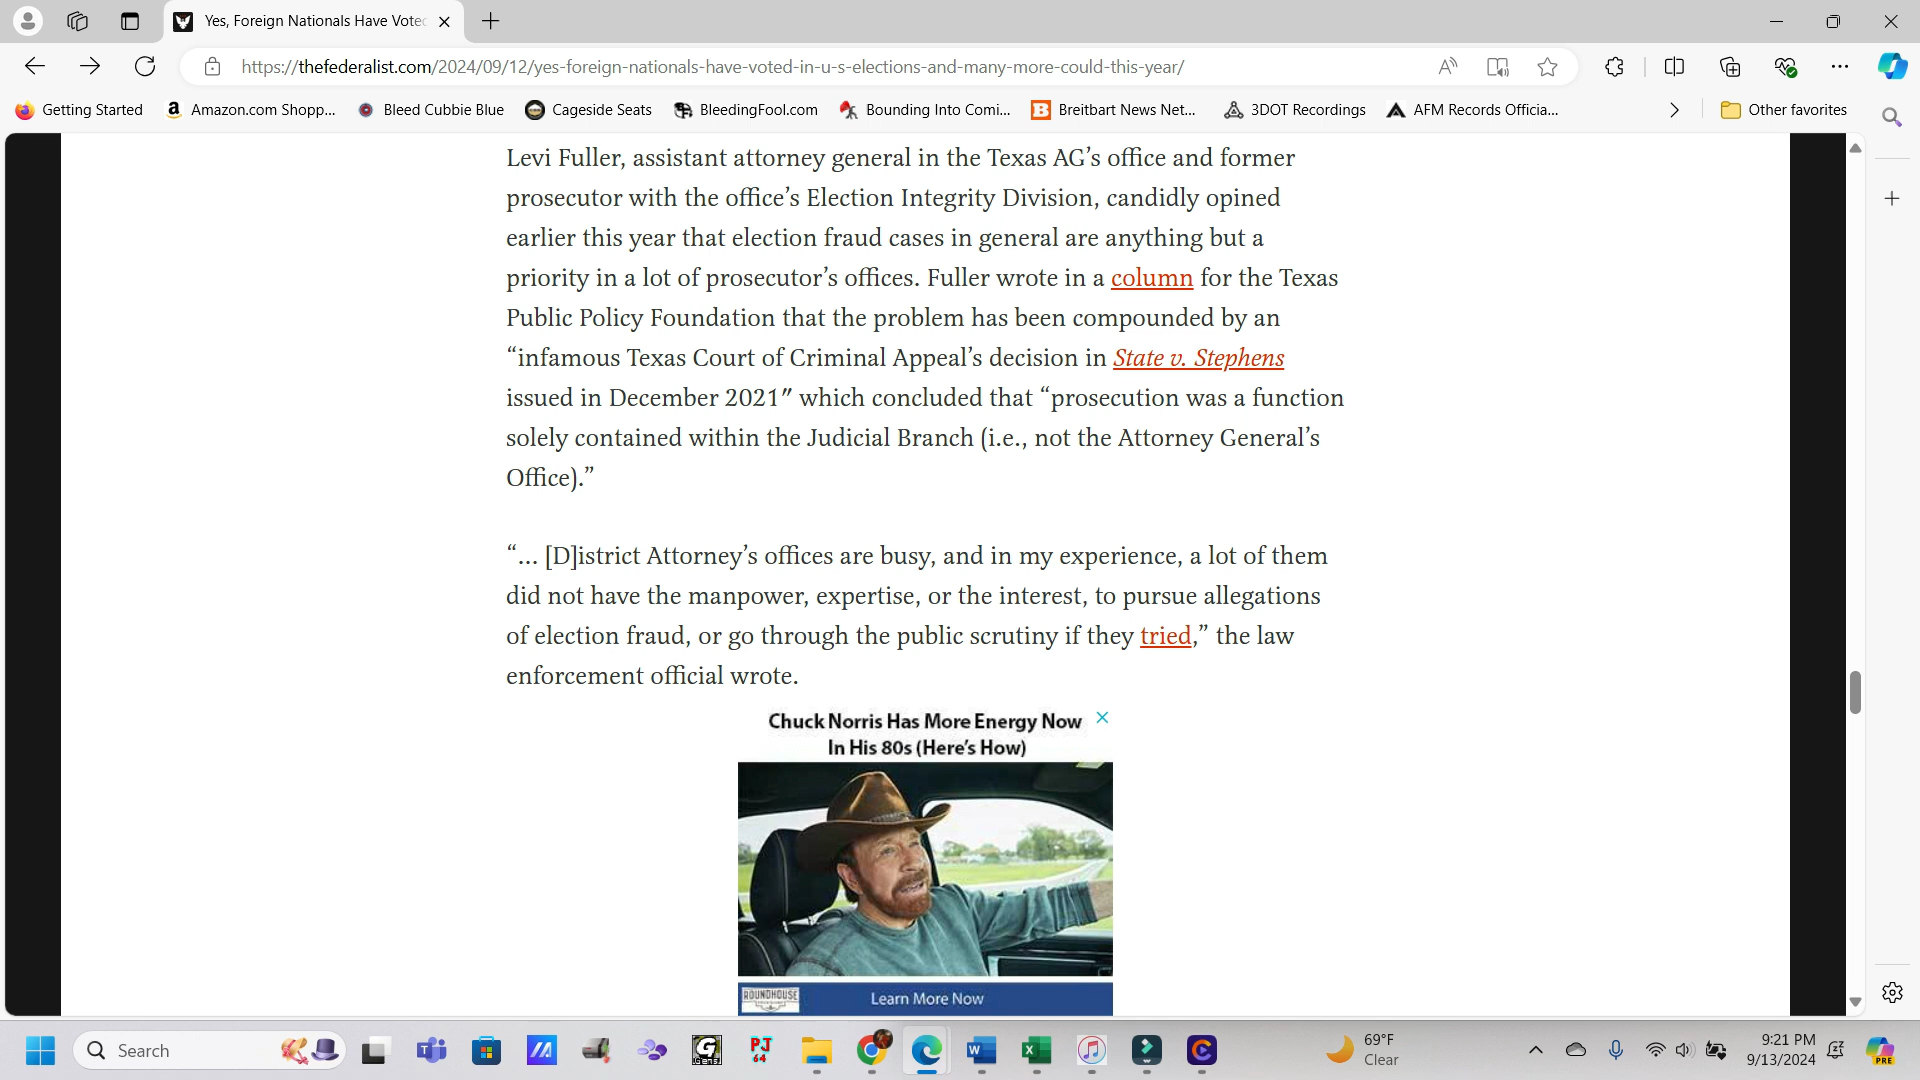 Yes, Foreign Nationals Have Votec
https://thefederalist.com/2024/09/12/yes-foreign-nationals-have-voted-in-u-s-elections-and-many-more-could-this-year/
Getting Started
Amazon.com Shopp...
Bleed Cubbie Blue
Cageside Seats
BleedingFool.com
Bounding Into Comi...
Breitbart News Net...
3DOT Recordings
AFM Records Officia...
Other favorites
Levi Fuller, assistant attorney general in the Texas AG’s office and former
prosecutor with the office’s Election Integrity Division, candidly opined
earlier this year that election fraud cases in general are anything but a
priority in a lot of prosecutor’s offices. Fuller wrote in a column for the Texas
Public Policy Foundation that the problem has been compounded by an
“infamous Texas Court of Criminal Appeal’s decision in State v. Stephens
issued in December 2021″ which concluded that “prosecution was a function
solely contained within the Judicial Branch (i.e., not the Attorney General’s
Office).”
“… [D]istrict Attorney’s offices are busy, and in my experience, a lot of them
did not have the manpower, expertise, or the interest, to pursue allegations
of election fraud, or go through the public scrutiny if they tried,” the law
enforcement official wrote.
Chuck Norris Has More Energy Now
In His 80s (Here's How)
ROUNDHOUSE
Learn More Now
Search
PJ
64
69°F
Clear
9:21 PM
9/13/2024
PRE